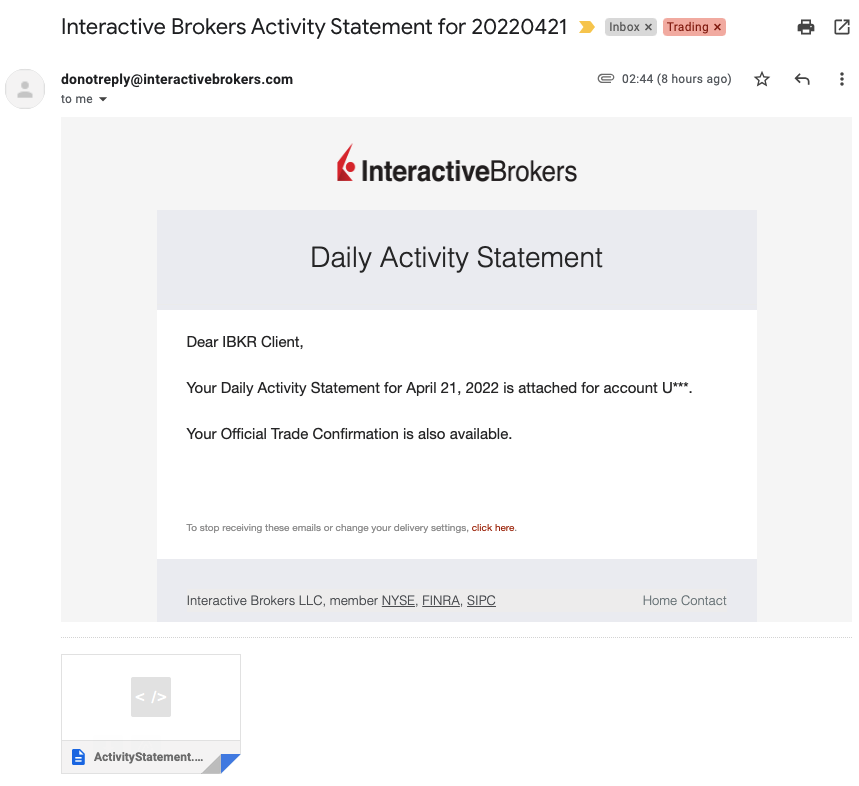 Interactive Brokers Activity Statement for 20220421 Inbox × Trading ×
donotreply@interactivebrokers.com 02:44 (8 hours ago)
to me
InteractiveBrokers
Daily Activity Statement
Dear IBKR Client,
Your Daily Activity Statement for April 21, 2022 is attached for account U***.
Your Official Trade Confirmation is also available.
To stop receiving these emails or change your delivery settings, click here.
Interactive Brokers LLC, member NYSE, FINRA, SIPC Home Contact
< />
ActivityStatement....